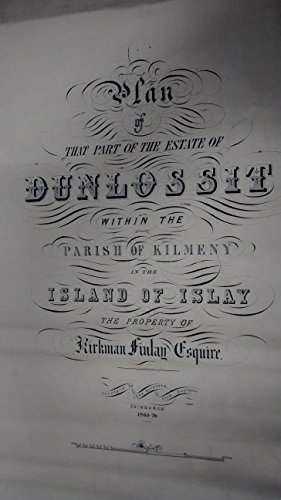 Plan
of
THAT PART OF THE ESTATE OF
DUNLOSSIT
WITHIN THE
PARISH OF KILMENY
IN THE
ISLAND OF ISLAY
THE PROPERTY OF
Kirkman Finlay Esquire.
EDINBURGH